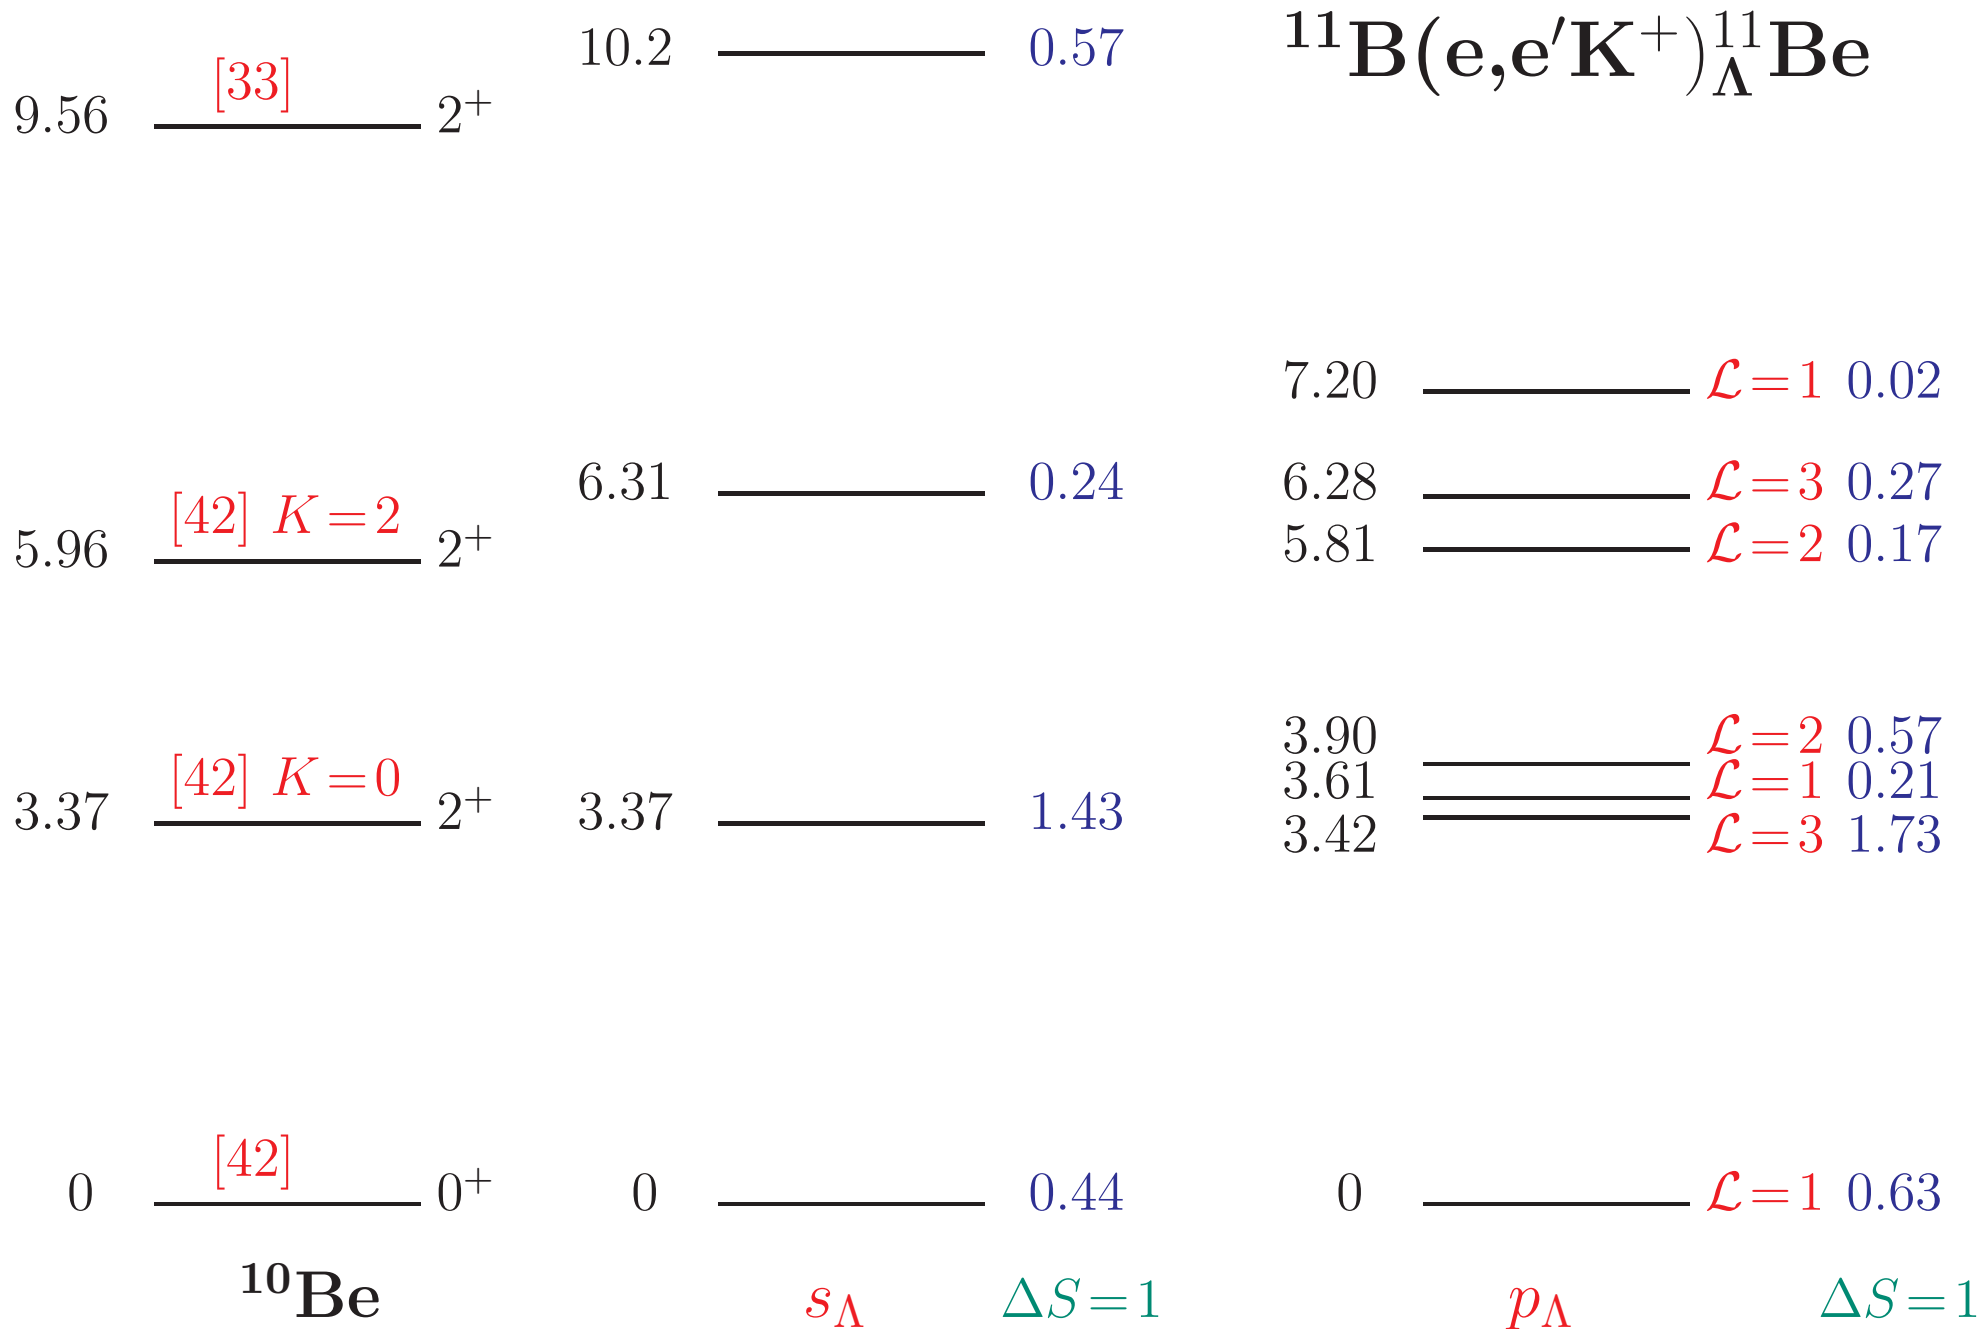 10.2 0.57 ¹¹B(e,e′K⁺)¹¹ΛBe
[33]
9.56 2⁺
7.20 ℒ=1 0.02
6.31 0.24 6.28 ℒ=3 0.27
[42] K=2
5.96 2⁺ 5.81 ℒ=2 0.17
3.90 ℒ=2 0.57
[42] K=0 3.61 ℒ=1 0.21
3.37 2⁺ 3.37 1.43 3.42 ℒ=3 1.73
[42]
0 0⁺ 0 0.44 0 ℒ=1 0.63
¹⁰Be sΛ ΔS=1 pΛ ΔS=1